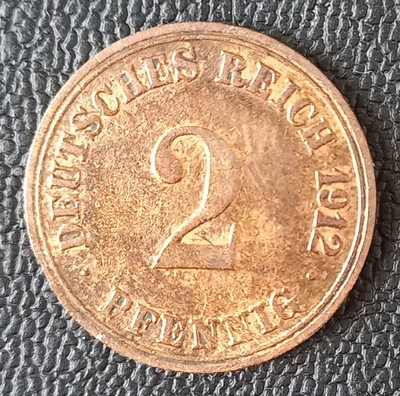 DEUTSCHES REICH 1912
2
PFENNIG